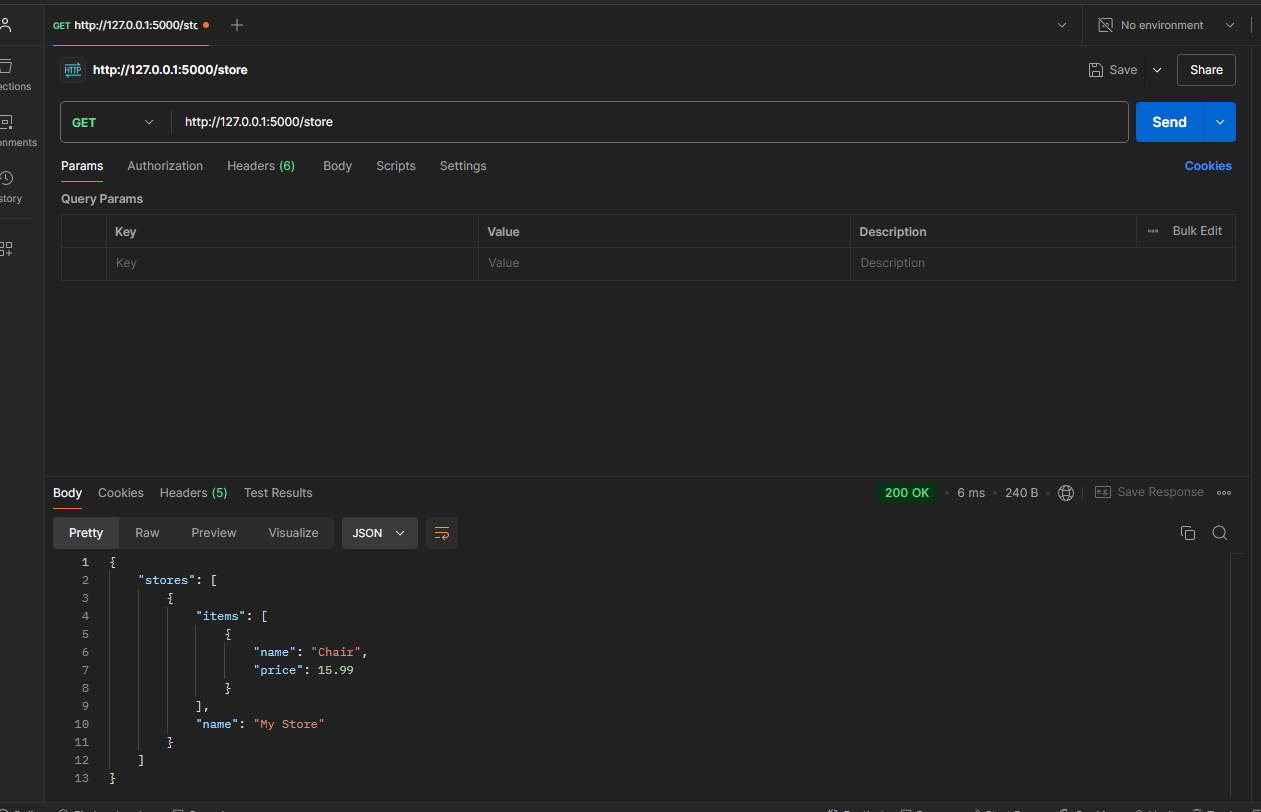 GET http://127.0.0.1:5000/stc
No environment
ections
HTTP http://127.0.0.1:5000/store
Save
Share
GET http://127.0.0.1:5000/store
Send
onments
Params Authorization Headers (6) Body Scripts Settings
Cookies
story
Query Params
Key Value Description Bulk Edit
Key Value Description
Body Cookies Headers (5) Test Results
200 OK 6 ms 240 B e.g. Save Response
Pretty Raw Preview Visualize JSON
1 {
2 "stores": [
3 {
4 "items": [
5 {
6 "name": "Chair",
7 "price": 15.99
8 }
9 ],
10 "name": "My Store"
11 }
12 ]
13 }